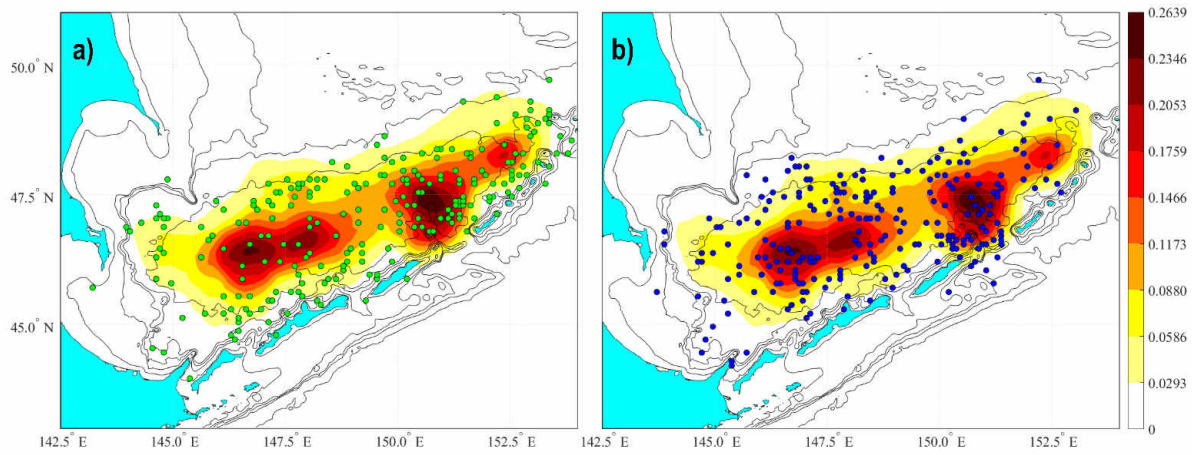 a)
b)
50.0° N
47.5° N
45.0° N
142.5° E
145.0° E
147.5° E
150.0° E
152.5° E
145.0° E
147.5° E
150.0° E
152.5° E
0.2639
0.2346
0.2053
0.1759
0.1466
0.1173
0.0880
0.0586
0.0293
0